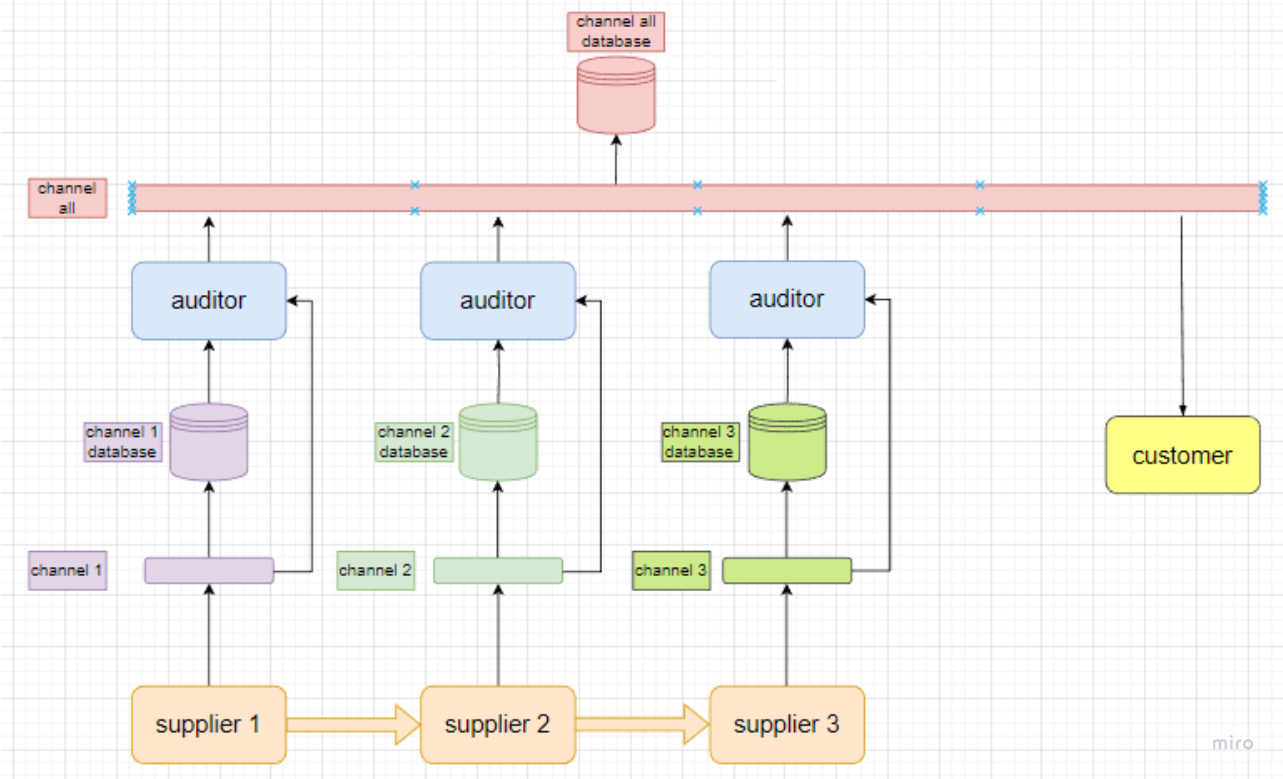 channel all
database
channel
all
auditor
auditor
auditor
channel 1
database
channel 2
database
channel 3
database
customer
channel 1
channel 2
channel 3
supplier 1
supplier 2
supplier 3
miro